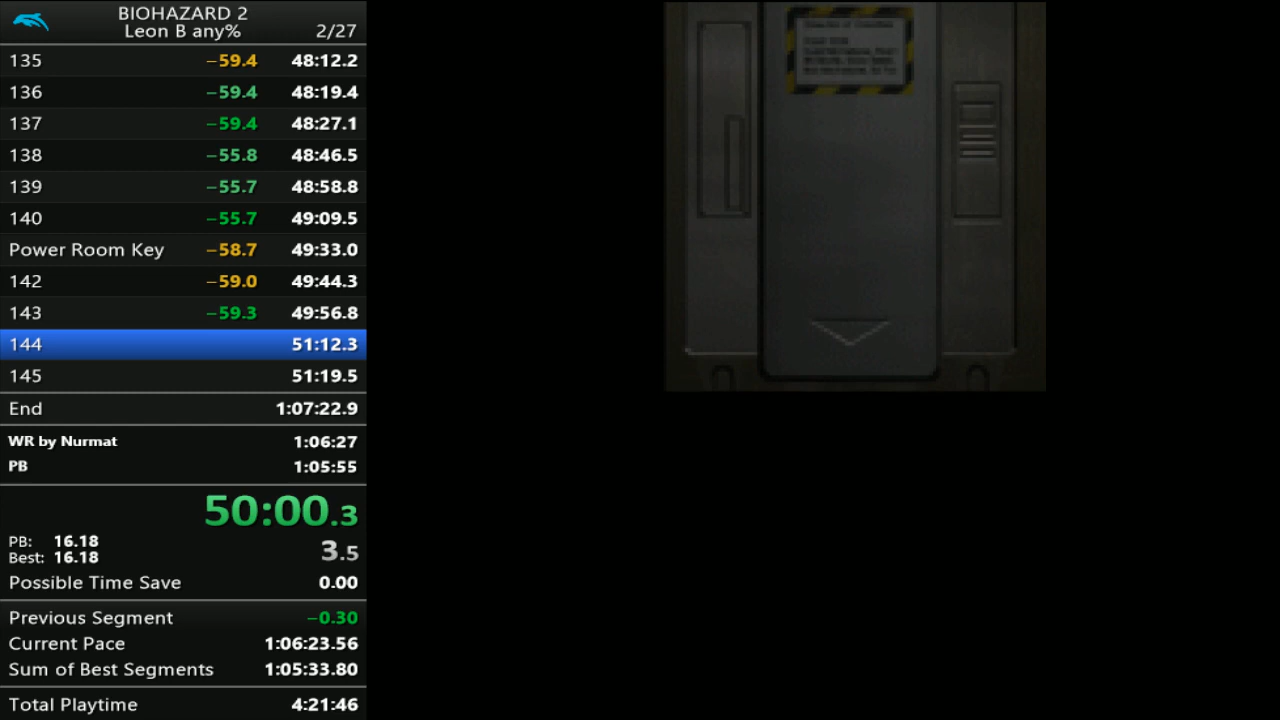 BIOHAZARD 2
Leon B any% 2/27
135 −59.4 48:12.2
136 −59.4 48:19.4
137 −59.4 48:27.1
138 −55.8 48:46.5
139 −55.7 48:58.8
140 −55.7 49:09.5
Power Room Key −58.7 49:33.0
142 −59.0 49:44.3
143 −59.3 49:56.8
144 51:12.3
145 51:19.5
End 1:07:22.9
WR by Nurmat 1:06:27
PB 1:05:55
50:00.3
PB: 16.18 3.5
Best: 16.18
Possible Time Save 0.00
Previous Segment −0.30
Current Pace 1:06:23.56
Sum of Best Segments 1:05:33.80
Total Playtime 4:21:46